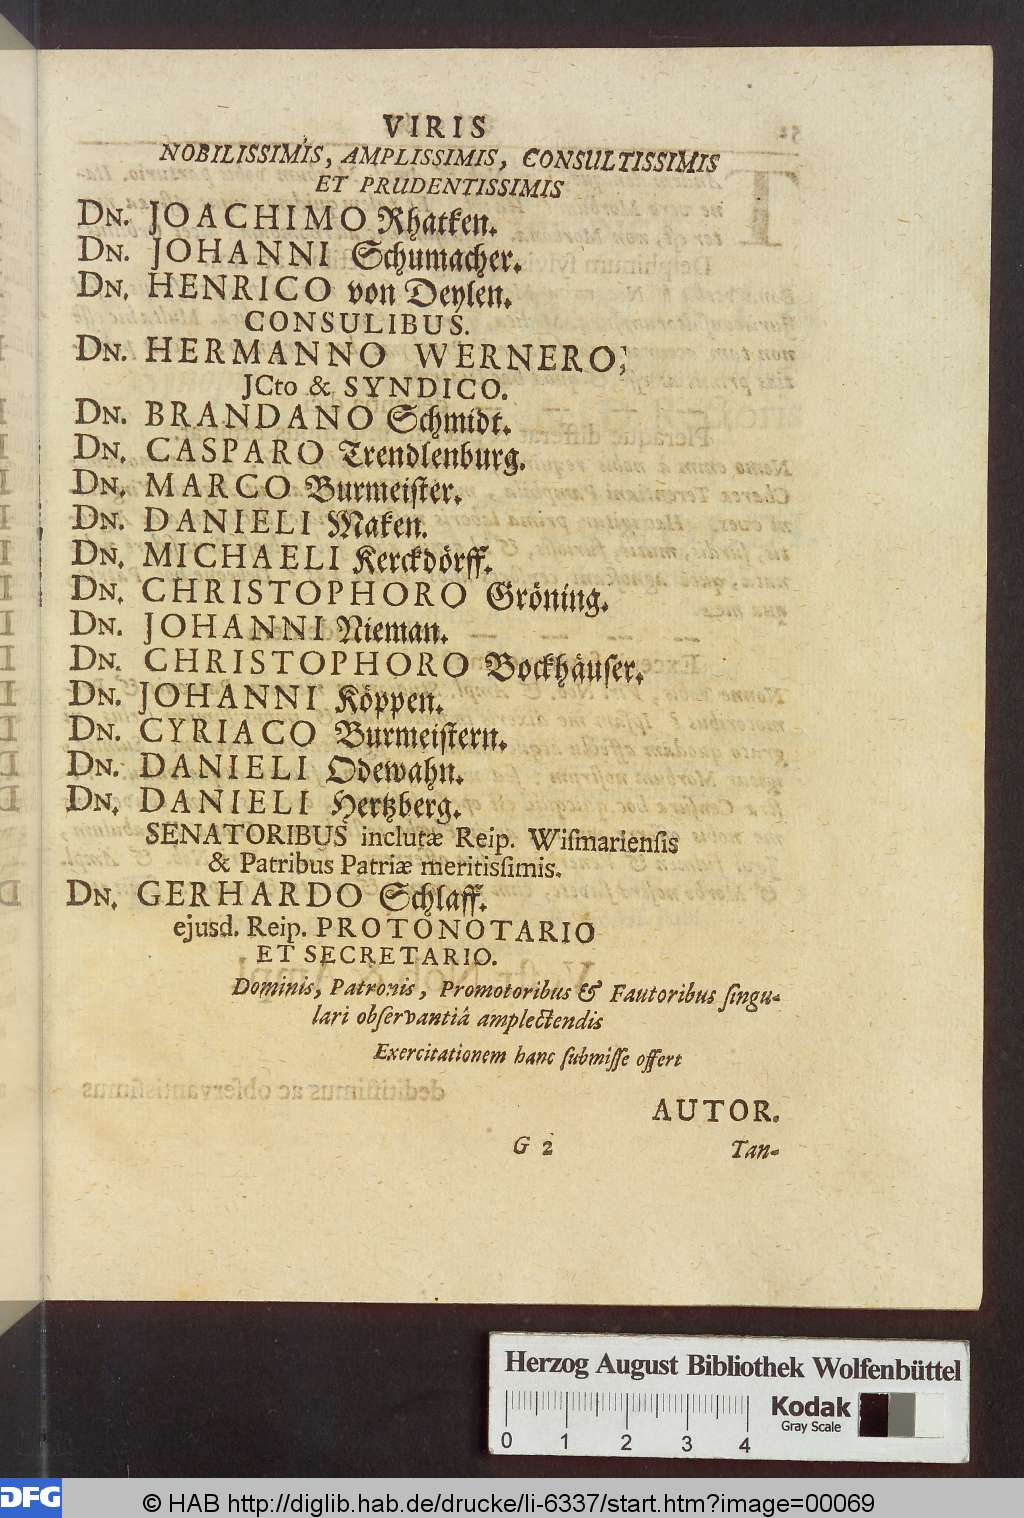 VIRIS
NOBILISSIMIS, AMPLISSIMIS, CONSULTISSIMIS
ET PRUDENTISSIMIS
DN. JOACHIMO Rhatken.
DN. JOHANNI Schumacher.
DN. HENRICO von Deylen.
CONSULIBUS.
DN. HERMANNO WERNERO,
JCto & SYNDICO.
DN. BRANDANO Schmidt.
DN. CASPARO Trendlenburg.
DN. MARCO Burmeister.
DN. DANIELI Maken.
DN. MICHAELI Kerckdörff.
DN. CHRISTOPHORO Gröning.
DN. JOHANNI Nieman.
DN. CHRISTOPHORO Bockhäuser.
DN. JOHANNI Köppen.
DN. CYRIACO Burmeistern.
DN. DANIELI Odewahn.
DN. DANIELI Hertzberg.
SENATORIBUS inclutæ Reip. Wiſmarienſis
& Patribus Patriæ meritisſimis.
DN. GERHARDO Schlaff.
ejusd. Reip. PROTONOTARIO
ET SECRETARIO.
Dominis, Patronis, Promotoribus & Fautoribus ſingu-
lari obſervantiâ amplectendis
Exercitationem hanc ſubmiſſe offert
AUTOR.
G 2 Tan-
Herzog August Bibliothek Wolfenbüttel
0 1 2 3 4
Kodak
Gray Scale
DFG
© HAB http://diglib.hab.de/drucke/li-6337/start.htm?image=00069